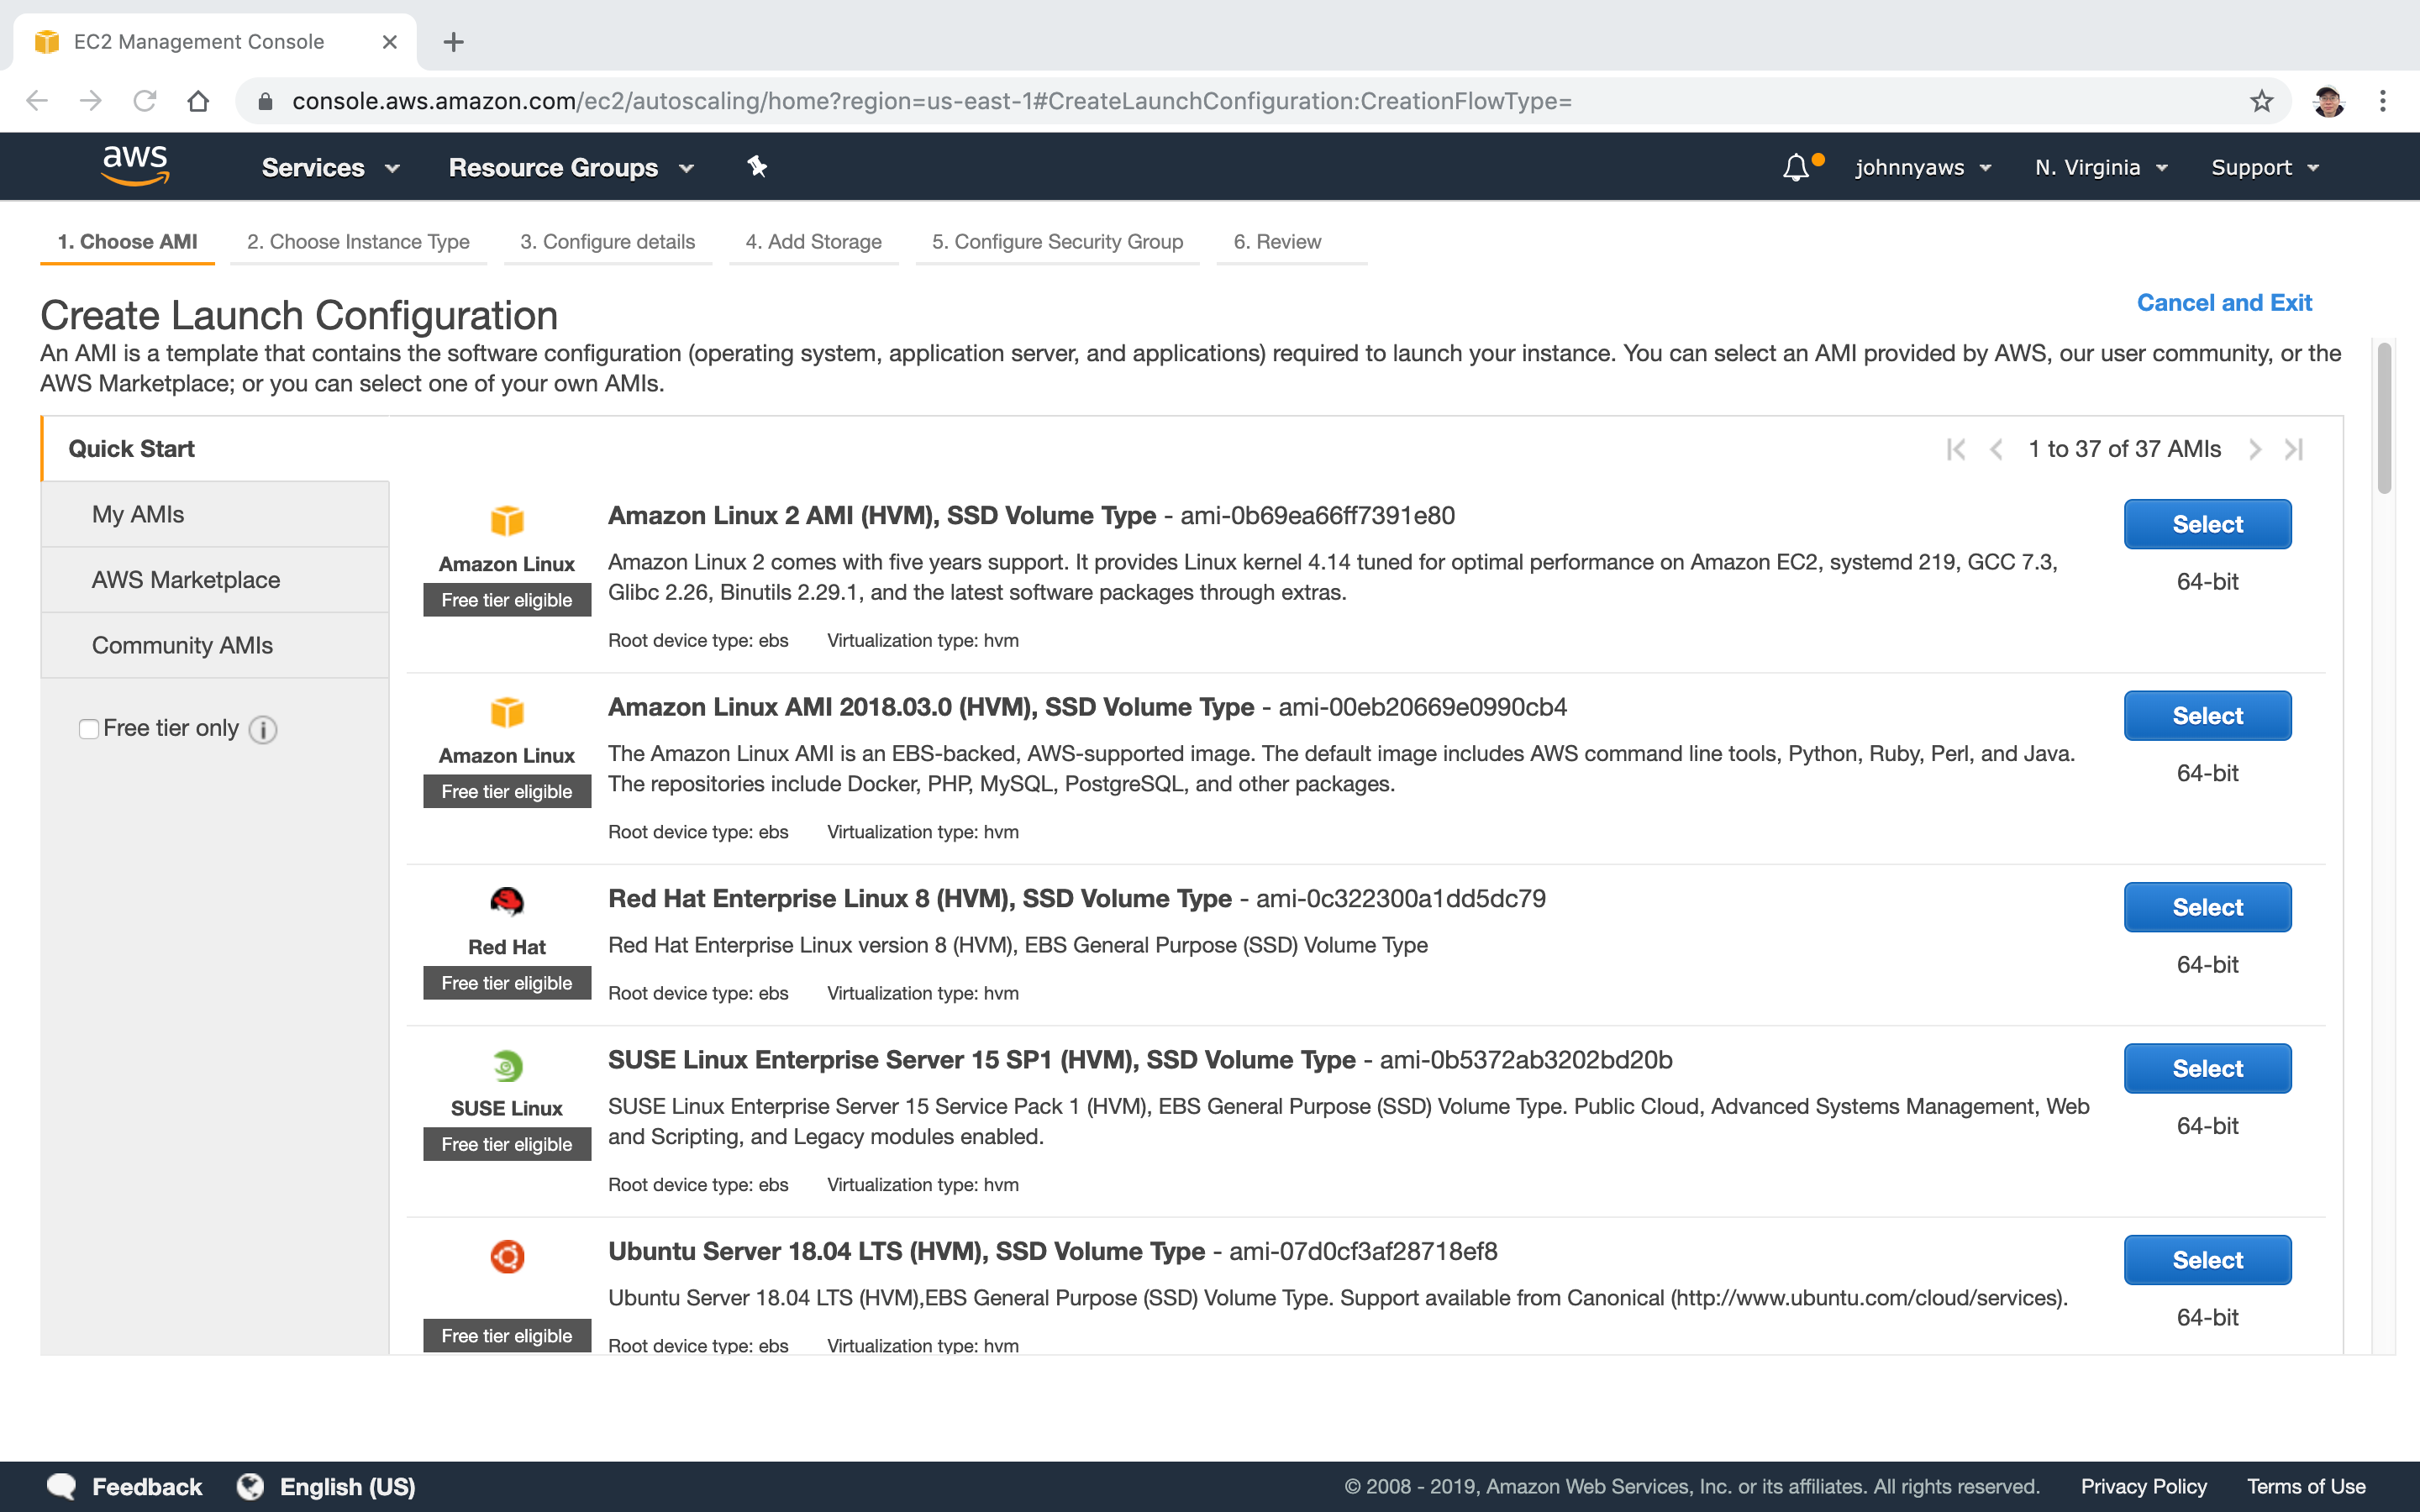 EC2 Management Console
console.aws.amazon.com/ec2/autoscaling/home?region=us-east-1#CreateLaunchConfiguration:CreationFlowType=
aws Services Resource Groups johnnyaws N. Virginia Support
1. Choose AMI 2. Choose Instance Type 3. Configure details 4. Add Storage 5. Configure Security Group 6. Review
Create Launch Configuration
Cancel and Exit
An AMI is a template that contains the software configuration (operating system, application server, and applications) required to launch your instance. You can select an AMI provided by AWS, our user community, or the
AWS Marketplace; or you can select one of your own AMIs.
Quick Start
My AMIs
AWS Marketplace
Community AMIs
Free tier only
1 to 37 of 37 AMIs
Amazon Linux
Free tier eligible
Amazon Linux 2 AMI (HVM), SSD Volume Type - ami-0b69ea66ff7391e80
Amazon Linux 2 comes with five years support. It provides Linux kernel 4.14 tuned for optimal performance on Amazon EC2, systemd 219, GCC 7.3,
Glibc 2.26, Binutils 2.29.1, and the latest software packages through extras.
Root device type: ebs Virtualization type: hvm
Select
64-bit
Amazon Linux
Free tier eligible
Amazon Linux AMI 2018.03.0 (HVM), SSD Volume Type - ami-00eb20669e0990cb4
The Amazon Linux AMI is an EBS-backed, AWS-supported image. The default image includes AWS command line tools, Python, Ruby, Perl, and Java.
The repositories include Docker, PHP, MySQL, PostgreSQL, and other packages.
Root device type: ebs Virtualization type: hvm
Select
64-bit
Red Hat
Free tier eligible
Red Hat Enterprise Linux 8 (HVM), SSD Volume Type - ami-0c322300a1dd5dc79
Red Hat Enterprise Linux version 8 (HVM), EBS General Purpose (SSD) Volume Type
Root device type: ebs Virtualization type: hvm
Select
64-bit
SUSE Linux
Free tier eligible
SUSE Linux Enterprise Server 15 SP1 (HVM), SSD Volume Type - ami-0b5372ab3202bd20b
SUSE Linux Enterprise Server 15 Service Pack 1 (HVM), EBS General Purpose (SSD) Volume Type. Public Cloud, Advanced Systems Management, Web
and Scripting, and Legacy modules enabled.
Root device type: ebs Virtualization type: hvm
Select
64-bit
Free tier eligible
Ubuntu Server 18.04 LTS (HVM), SSD Volume Type - ami-07d0cf3af28718ef8
Ubuntu Server 18.04 LTS (HVM),EBS General Purpose (SSD) Volume Type. Support available from Canonical (http://www.ubuntu.com/cloud/services).
Root device type: ebs Virtualization type: hvm
Select
64-bit
Feedback English (US) © 2008 - 2019, Amazon Web Services, Inc. or its affiliates. All rights reserved. Privacy Policy Terms of Use